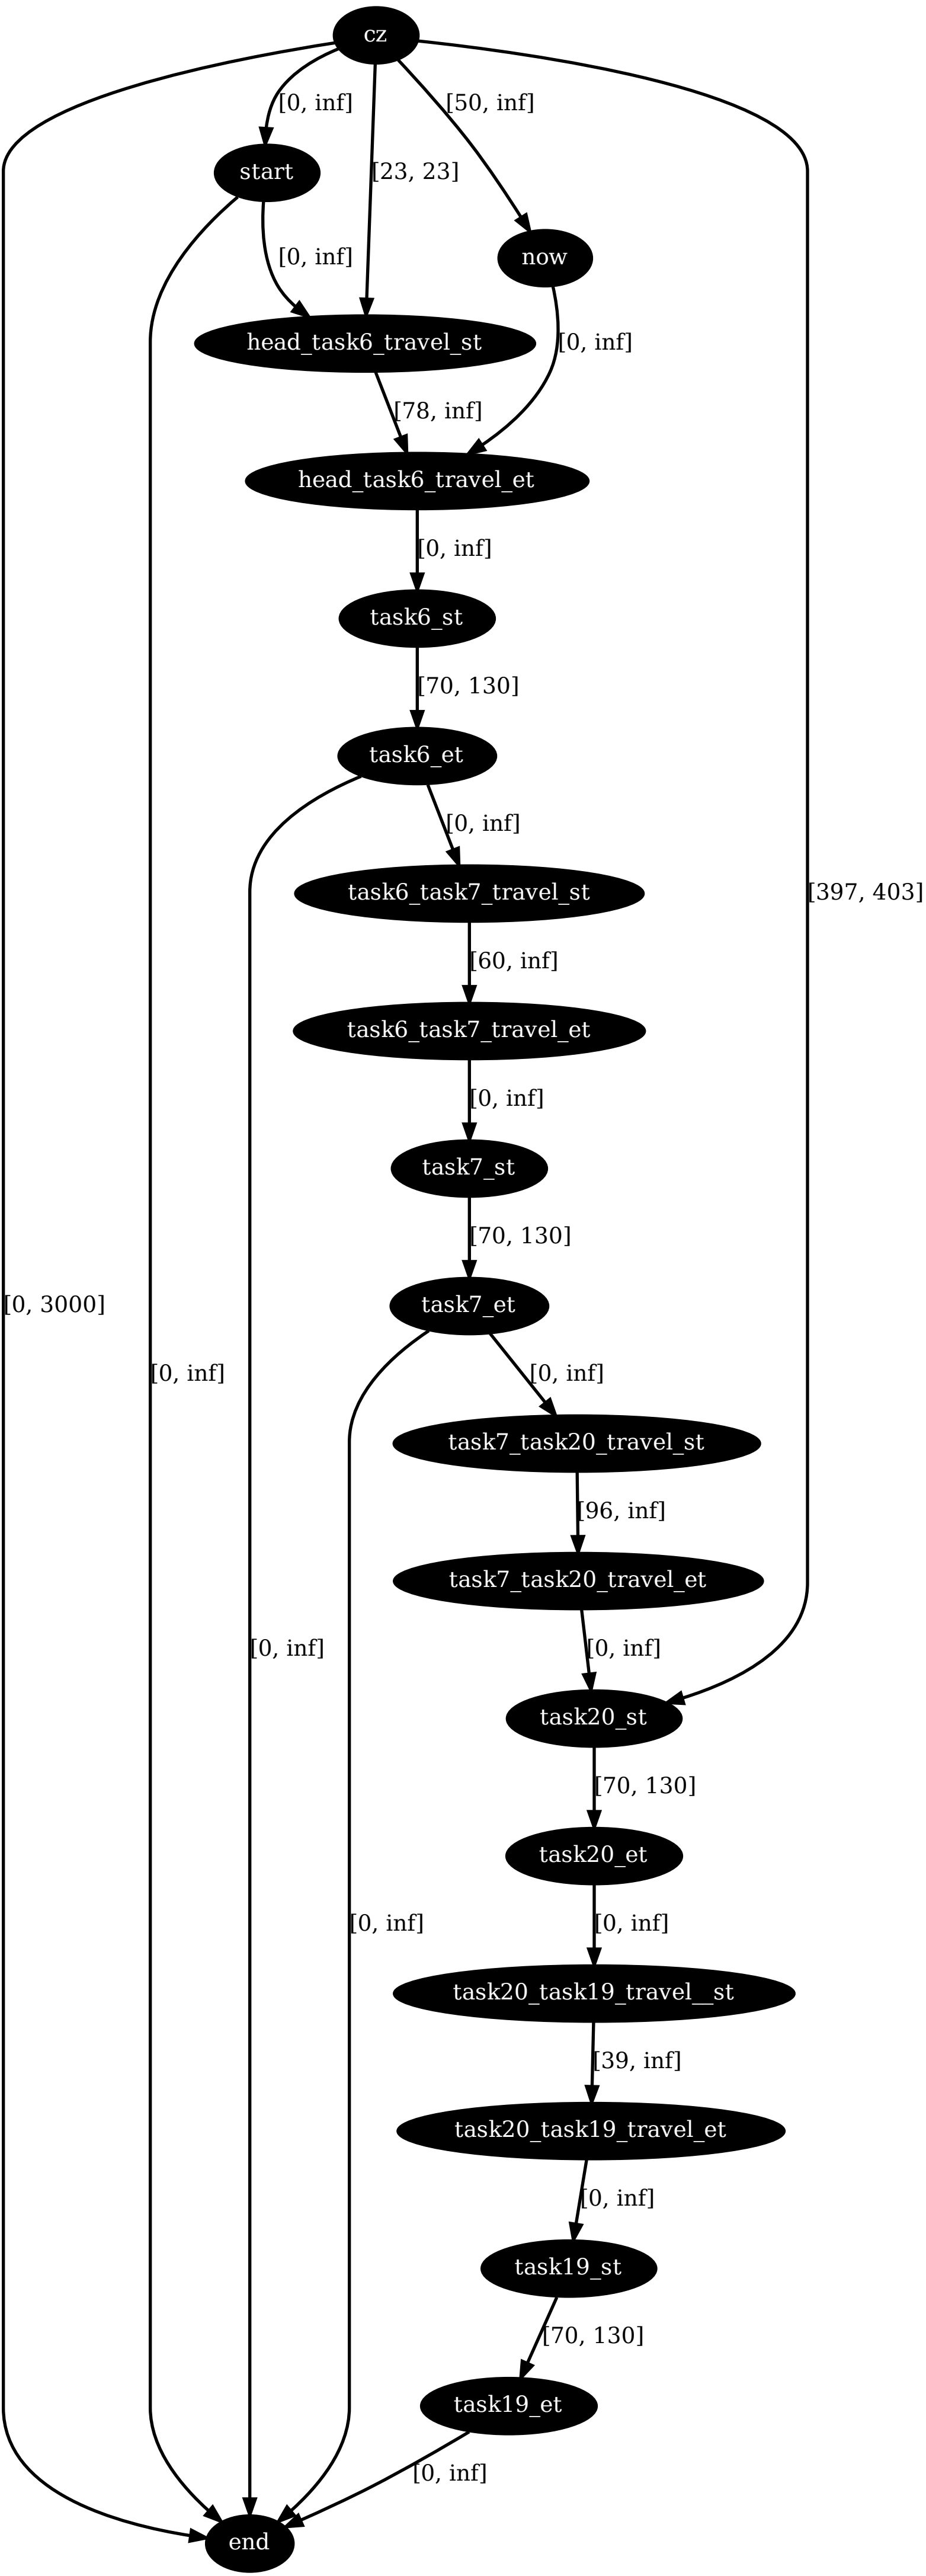 cz
[0, inf]
[50, inf]
start
[23, 23]
now
[0, inf]
head_task6_travel_st
[0, inf]
[78, inf]
head_task6_travel_et
[0, inf]
task6_st
[70, 130]
task6_et
[0, inf]
task6_task7_travel_st
[397, 403]
[60, inf]
task6_task7_travel_et
[0, inf]
task7_st
[70, 130]
task7_et
[0, 3000]
[0, inf]
[0, inf]
task7_task20_travel_st
[96, inf]
task7_task20_travel_et
[0, inf]
[0, inf]
task20_st
[70, 130]
task20_et
[0, inf]
[0, inf]
task20_task19_travel__st
[39, inf]
task20_task19_travel_et
[0, inf]
task19_st
[70, 130]
task19_et
[0, inf]
end